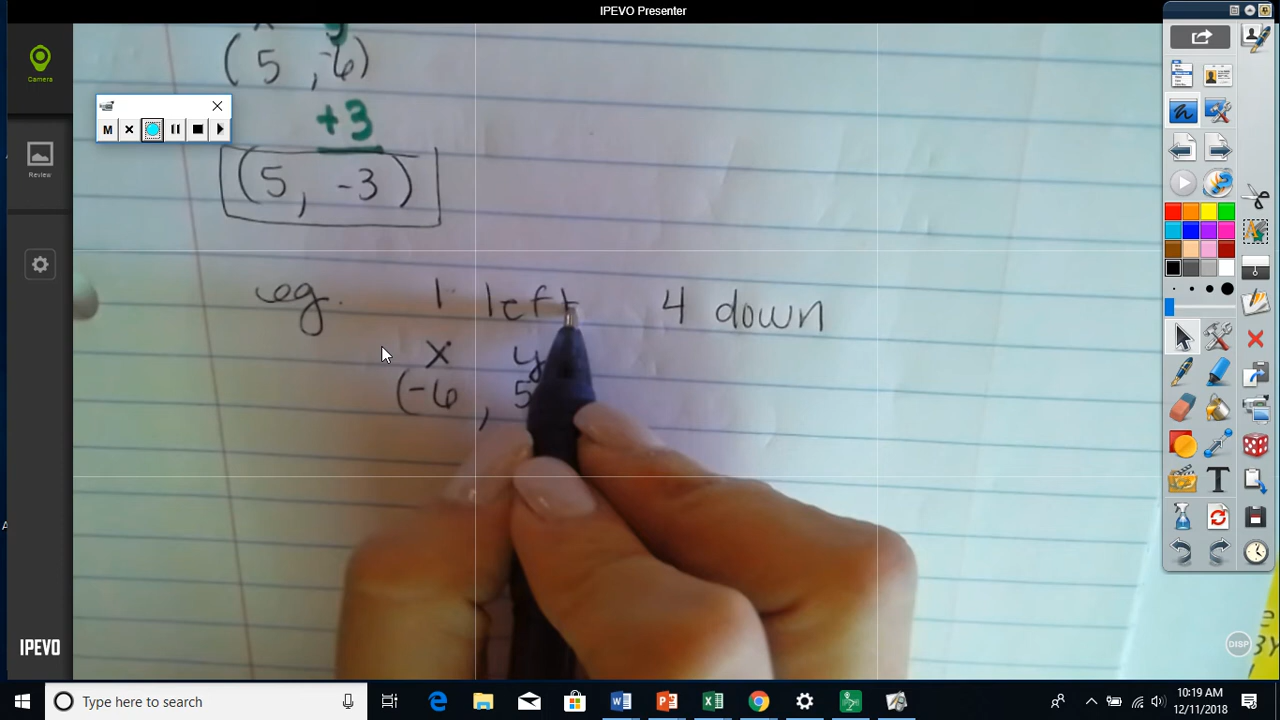 IPEVO Presenter
Camera
Review
IPEVO
x y
(5, -6)
+3
M
(5, -3)
eg. 1 left 4 down
x y
(-6, 5
T
DISP
Type here to search
10:19 AM
12/11/2018